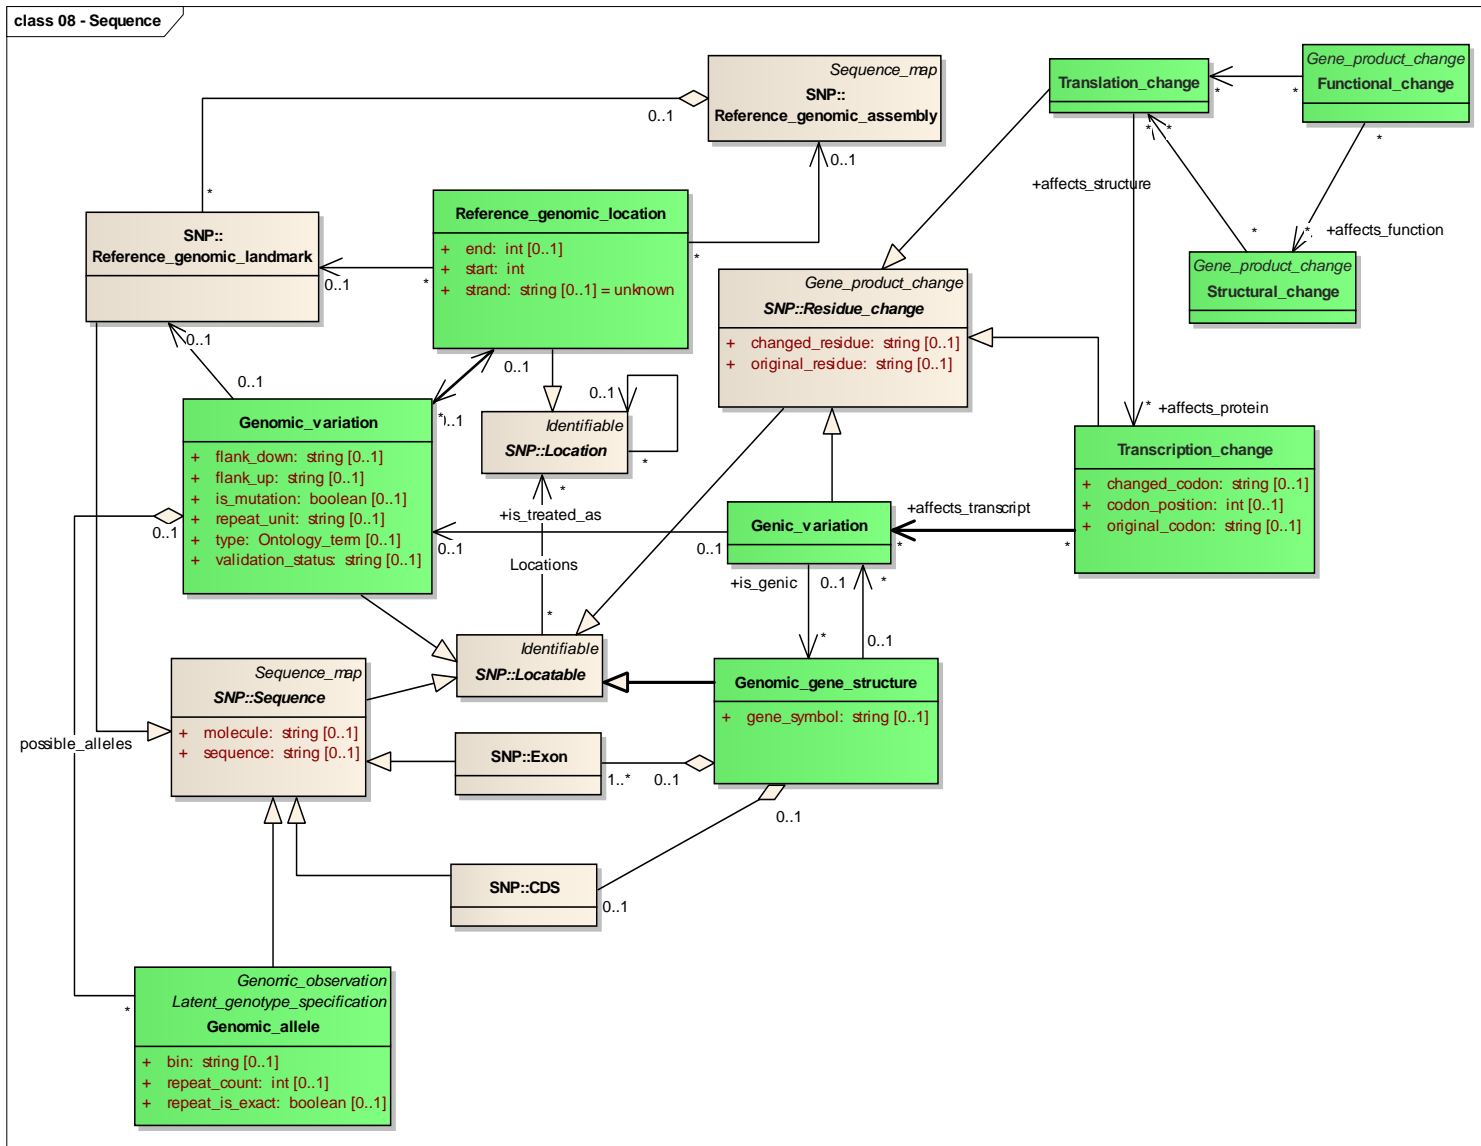 class 08 - Sequence
Sequence_map
SNP::
Reference_genomic_assembly
0..1
0..1
*
Translation_change
Gene_product_change
Functional_change
*
*
*
*
*
+affects_structure
*
*
+affects_function
Gene_product_change
Structural_change
SNP::
Reference_genomic_landmark
Reference_genomic_location
+ end: int [0..1]
+ start: int
+ strand: string [0..1] = unknown
*
*
0..1
0..1
0..1
0..1
*
0..1
Gene_product_change
SNP::Residue_change
+ changed_residue: string [0..1]
+ original_residue: string [0..1]
Genomic_variation
+ flank_down: string [0..1]
+ flank_up: string [0..1]
+ is_mutation: boolean [0..1]
+ repeat_unit: string [0..1]
+ type: Ontology_term [0..1]
+ validation_status: string [0..1]
0..1
Identifiable
SNP::Location
0..1
*
*
+is_treated_as
Locations
*
* +affects_protein
Transcription_change
+ changed_codon: string [0..1]
+ codon_position: int [0..1]
+ original_codon: string [0..1]
+affects_transcript
*
*
Genic_variation
0..1
0..1
+is_genic
*
0..1
*
0..1
Identifiable
SNP::Locatable
Sequence_map
SNP::Sequence
+ molecule: string [0..1]
+ sequence: string [0..1]
possible_alleles
Genomic_gene_structure
+ gene_symbol: string [0..1]
SNP::Exon
1..*
0..1
0..1
SNP::CDS
0..1
Genomic_observation
Latent_genotype_specification
Genomic_allele
+ bin: string [0..1]
+ repeat_count: int [0..1]
+ repeat_is_exact: boolean [0..1]
*